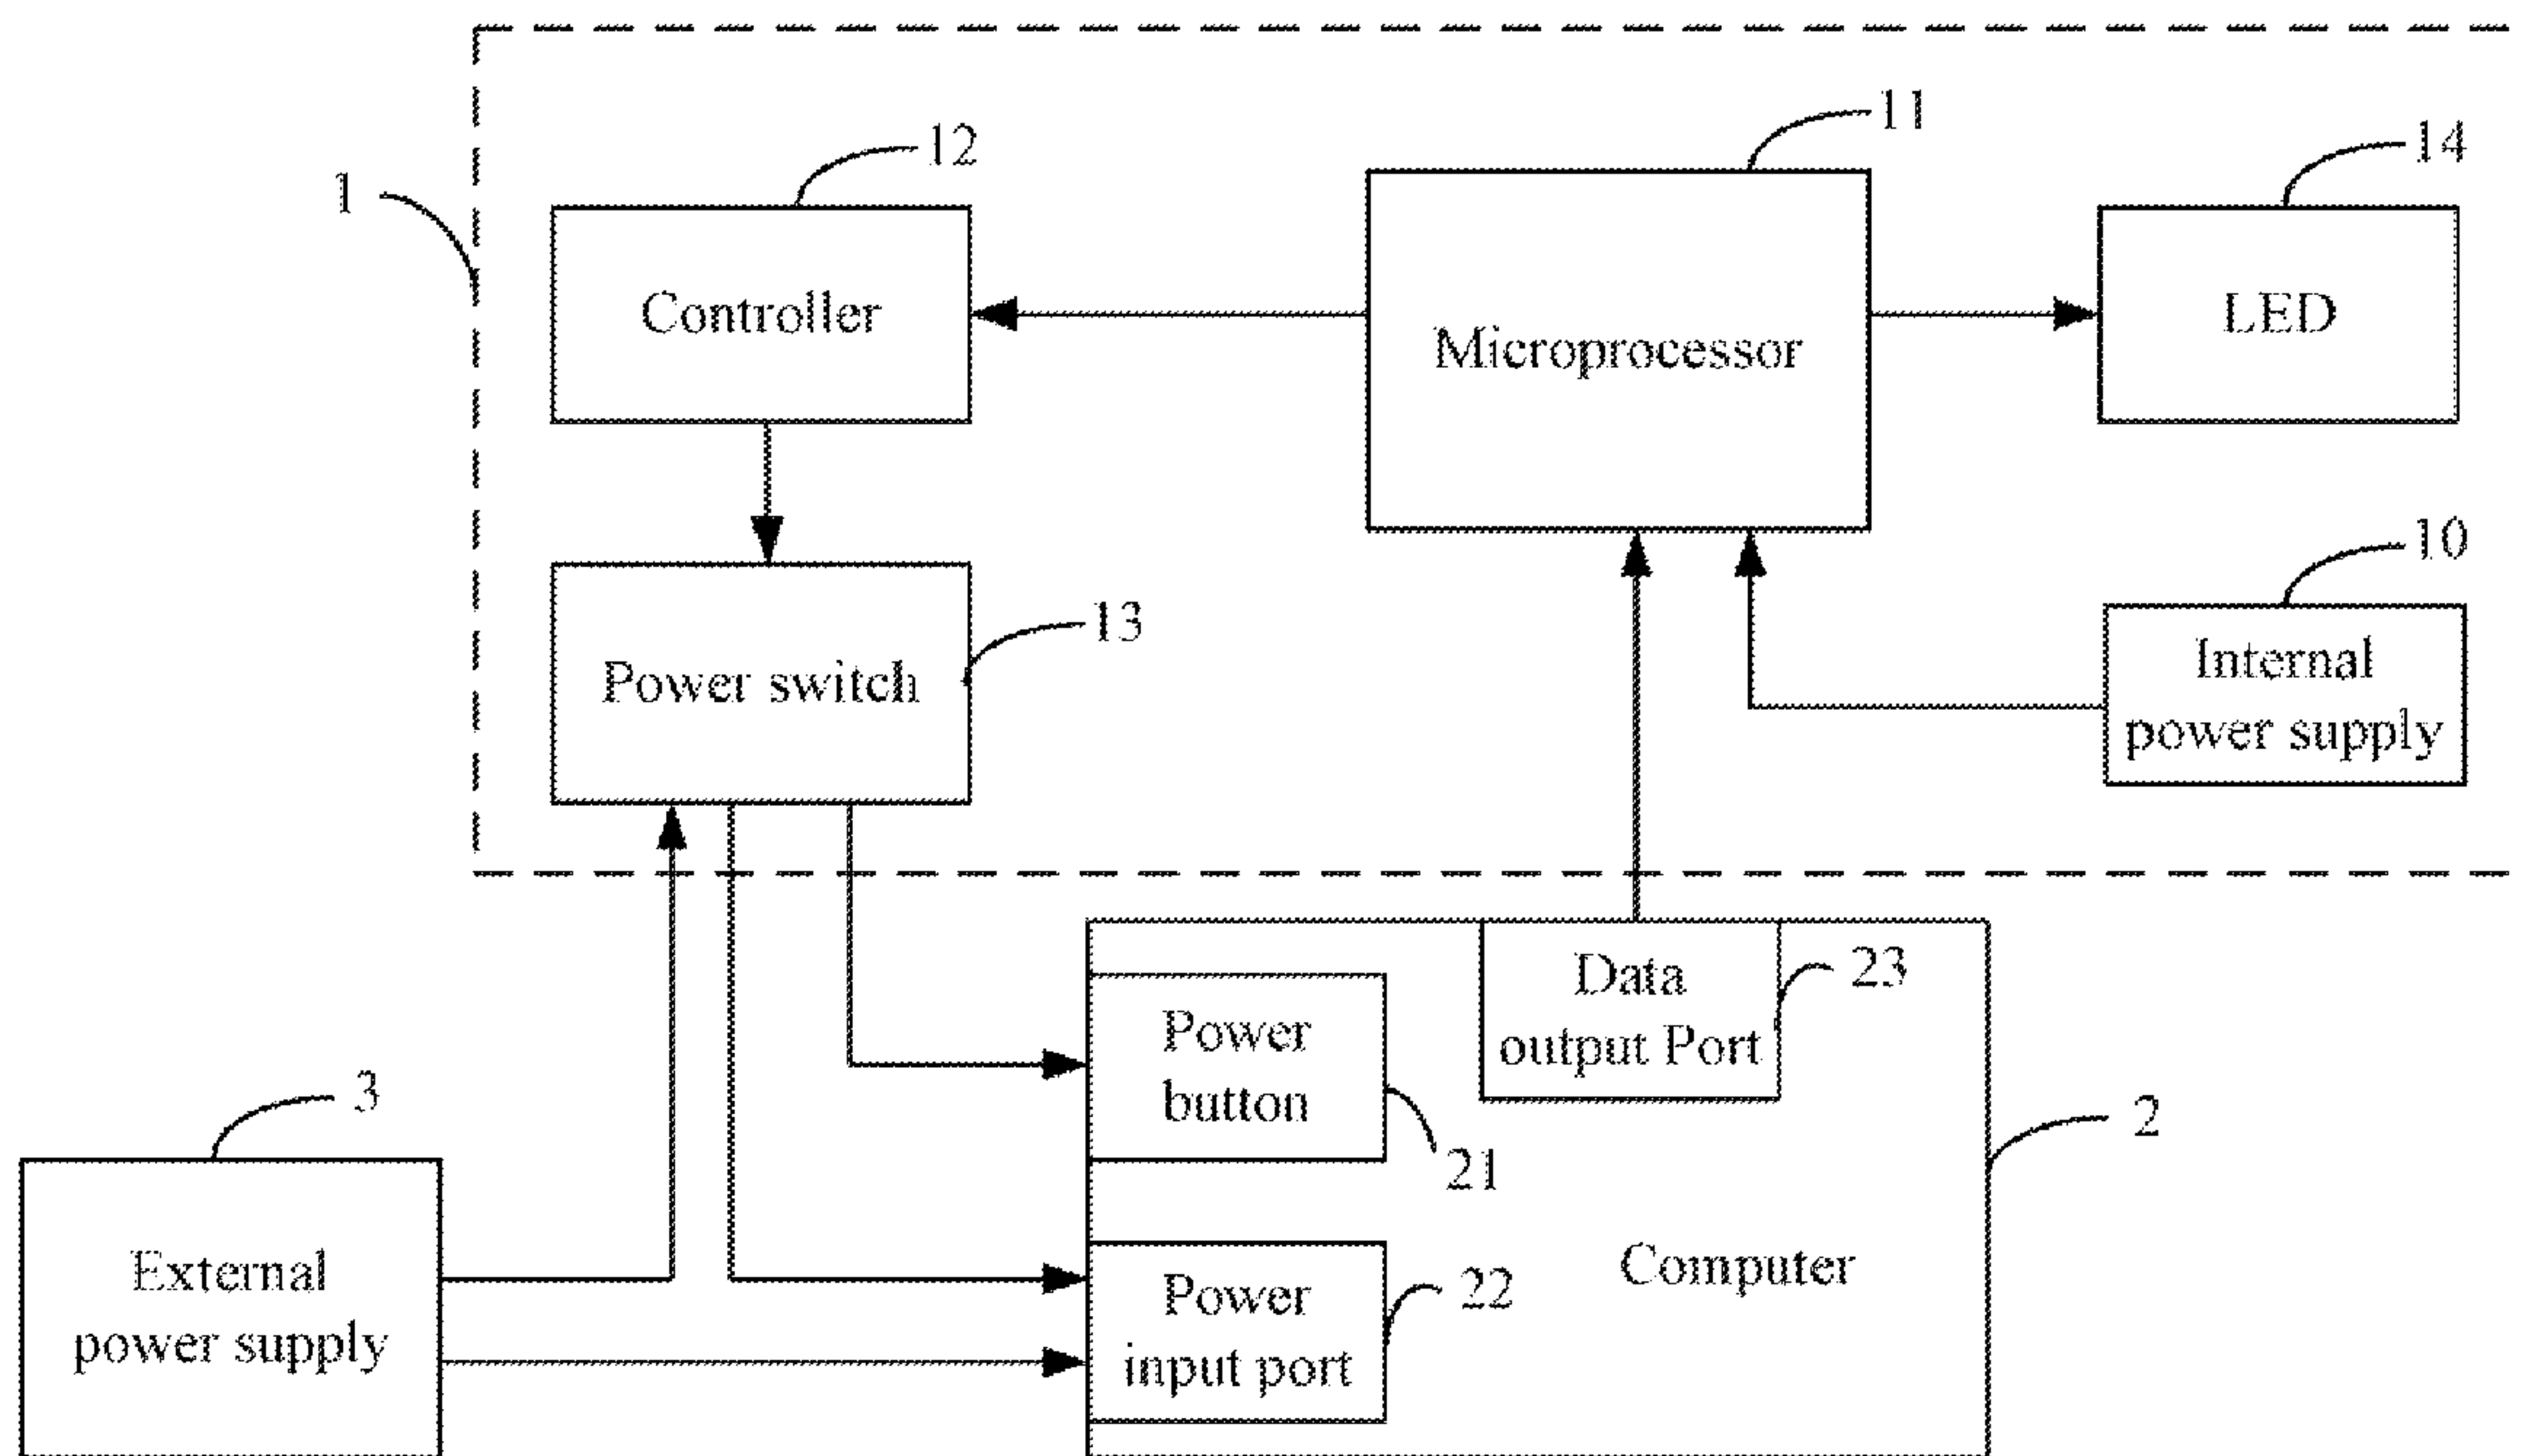 11
12
14
1
Controller
LED
Microprocessor
10
13
Internal
power supply
Power switch
Data
output Port
23
Power
button
21
3
2
External
power supply
Computer
22
Power
input port